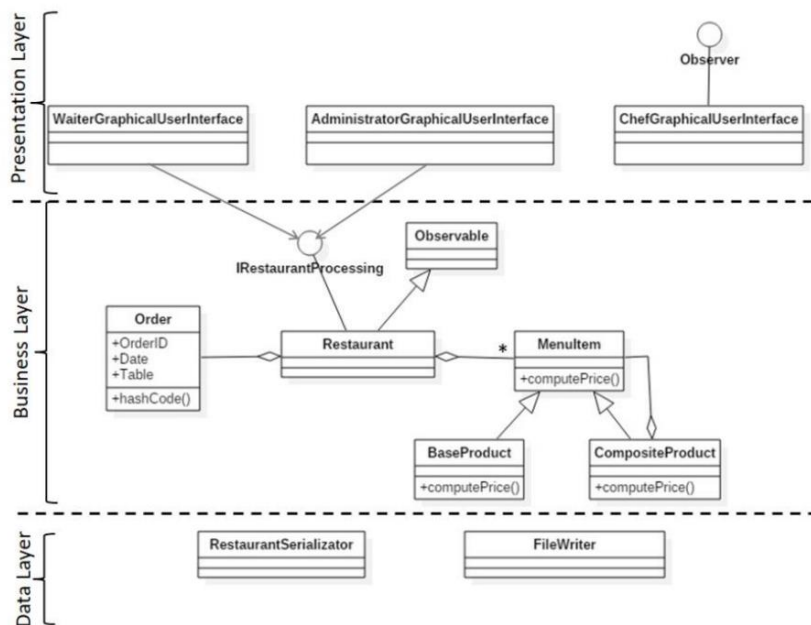 Presentation Layer
Observer
WaiterGraphicalUserInterface
AdministratorGraphicalUserInterface
ChefGraphicalUserInterface
Business Layer
Observable
IRestaurantProcessing
Order
+OrderID
+Date
+Table
+hashCode()
Restaurant
*
MenuItem
+computePrice()
BaseProduct
+computePrice()
CompositeProduct
+computePrice()
Data Layer
RestaurantSerializator
FileWriter